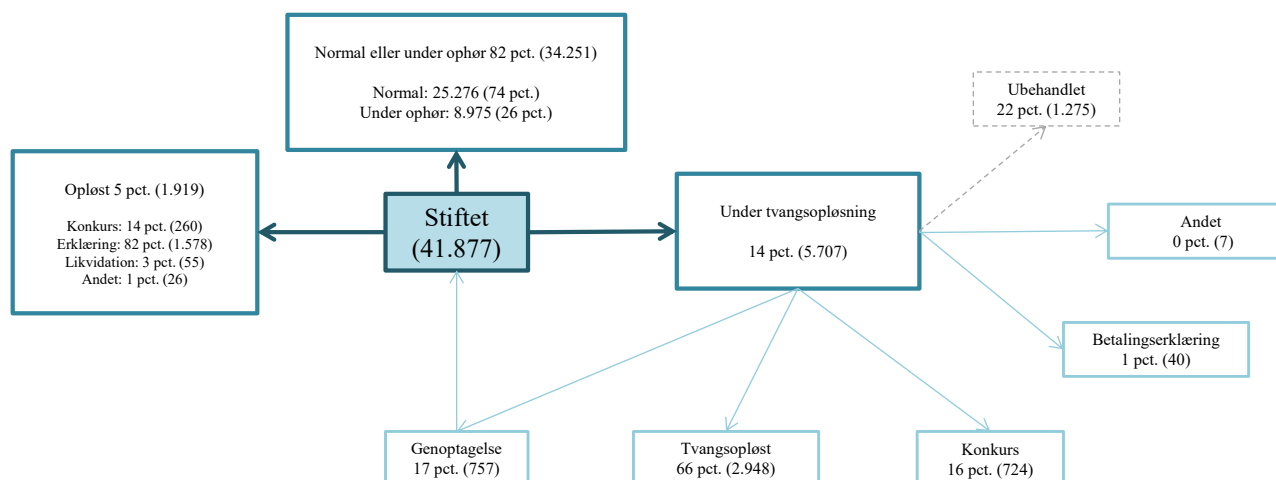 Normal eller under ophør 82 pct. (34.251)
Normal: 25.276 (74 pct.)
Under ophør: 8.975 (26 pct.)
Ubehandlet
22 pct. (1.275)
Opløst 5 pct. (1.919)
Konkurs: 14 pct. (260)
Erklæring: 82 pct. (1.578)
Likvidation: 3 pct. (55)
Andet: 1 pct. (26)
Stiftet
(41.877)
Under tvangsopløsning
14 pct. (5.707)
Andet
0 pct. (7)
Betalingserklæring
1 pct. (40)
Genoptagelse
17 pct. (757)
Tvangsopløst
66 pct. (2.948)
Konkurs
16 pct. (724)